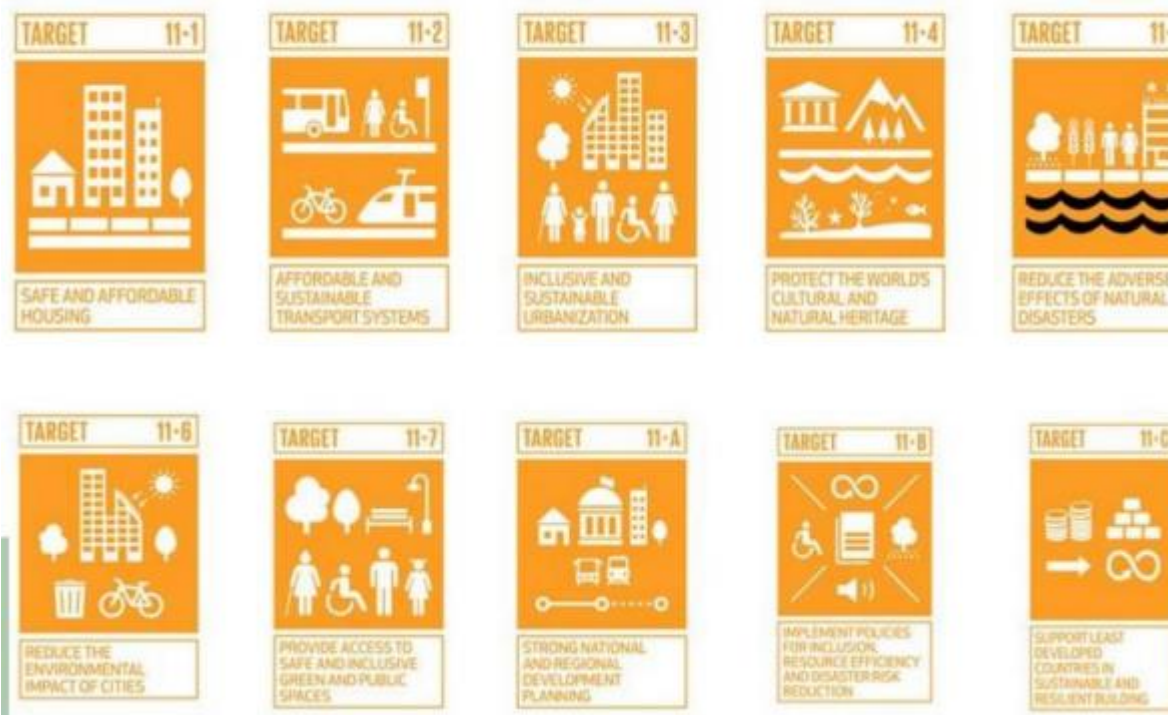 TARGET 11·1
SAFE AND AFFORDABLE
HOUSING
TARGET 11·2
AFFORDABLE AND
SUSTAINABLE
TRANSPORT SYSTEMS
TARGET 11·3
INCLUSIVE AND
SUSTAINABLE
URBANIZATION
TARGET 11·4
PROTECT THE WORLD'S
CULTURAL AND
NATURAL HERITAGE
TARGET 11·
REDUCE THE ADVERSE
EFFECTS OF NATURAL
DISASTERS
TARGET 11·6
REDUCE THE
ENVIRONMENTAL
IMPACT OF CITIES
TARGET 11·7
PROVIDE ACCESS TO
SAFE AND INCLUSIVE
GREEN AND PUBLIC
SPACES
TARGET 11·A
STRONG NATIONAL
AND REGIONAL
DEVELOPMENT
PLANNING
TARGET 11·B
IMPLEMENT POLICIES
FOR INCLUSION,
RESOURCE EFFICIENCY
AND DISASTER RISK
REDUCTION
TARGET 11·C
SUPPORT LEAST
DEVELOPED
COUNTRIES IN
SUSTAINABLE AND
RESILIENT BUILDING